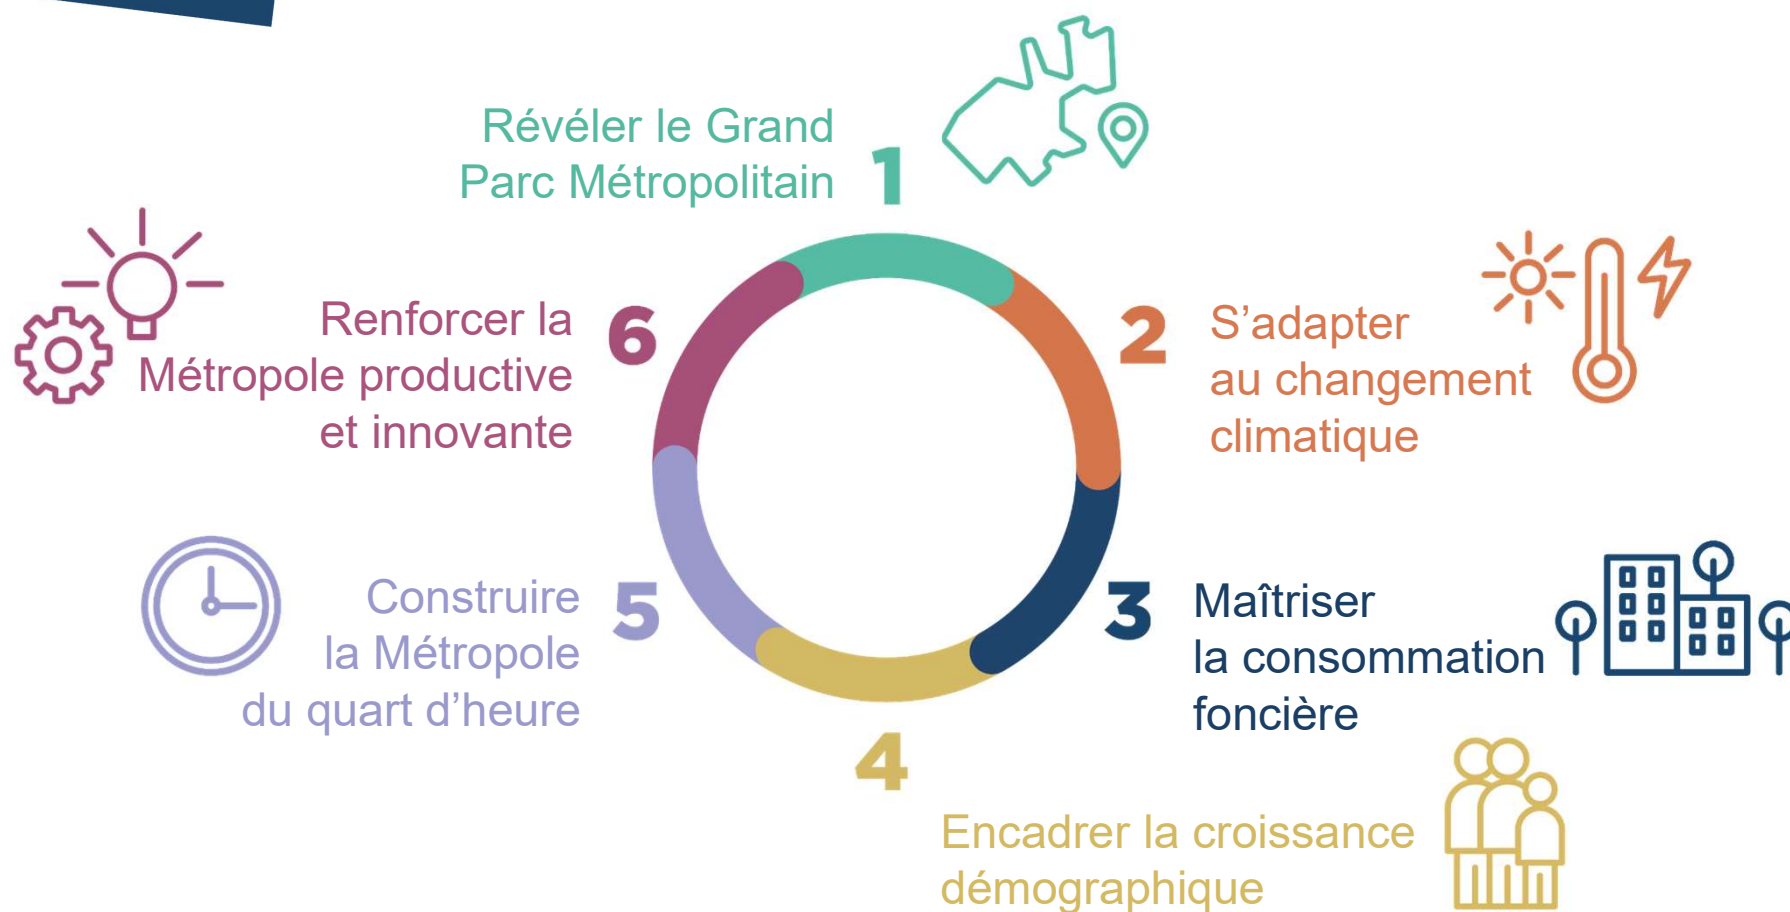 1
Révéler le Grand
Parc Métropolitain
2
S’adapter
au changement
climatique
3
Maîtriser
la consommation
foncière
4
Encadrer la croissance
démographique
5
Construire
la Métropole
du quart d’heure
6
Renforcer la
Métropole productive
et innovante